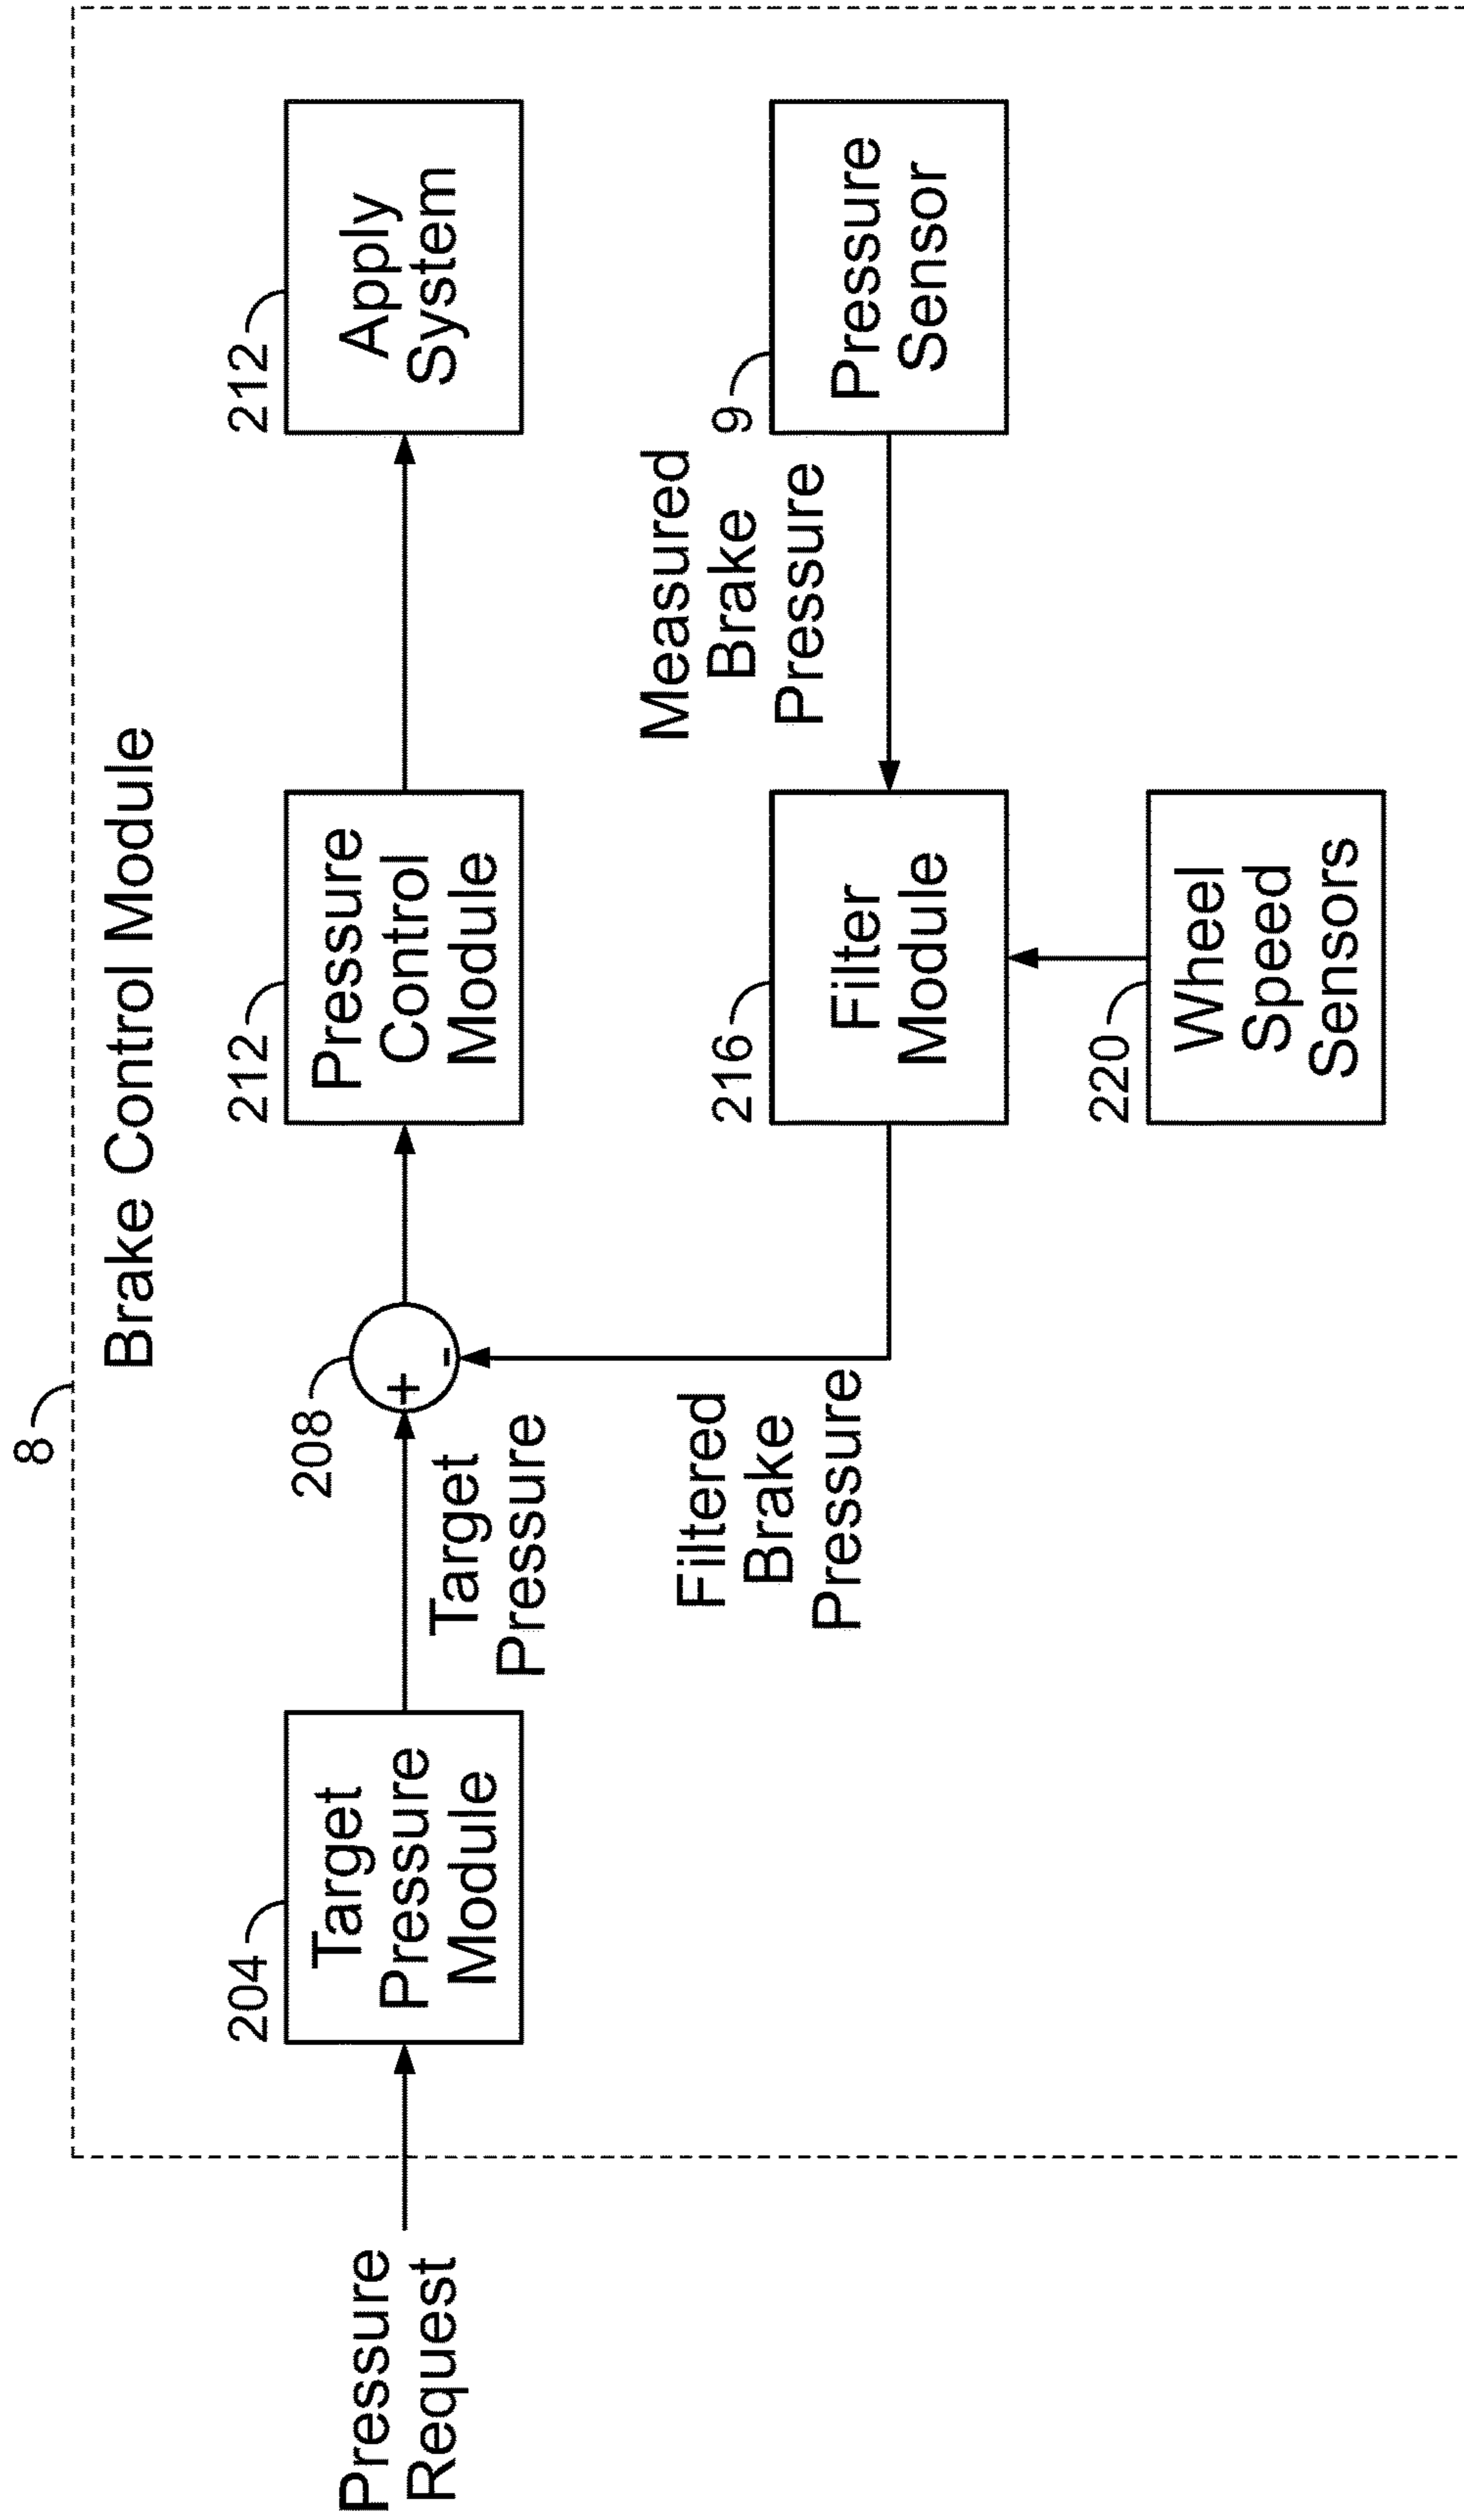 8
Brake Control Module
Pressure
Request
204
Target
Pressure
Module
Target
Pressure
208
+
-
212
Pressure
Control
Module
212
Apply
System
Filtered
Brake
Pressure
216
Filter
Module
Measured
Brake
Pressure
9
Pressure
Sensor
220
Wheel
Speed
Sensors